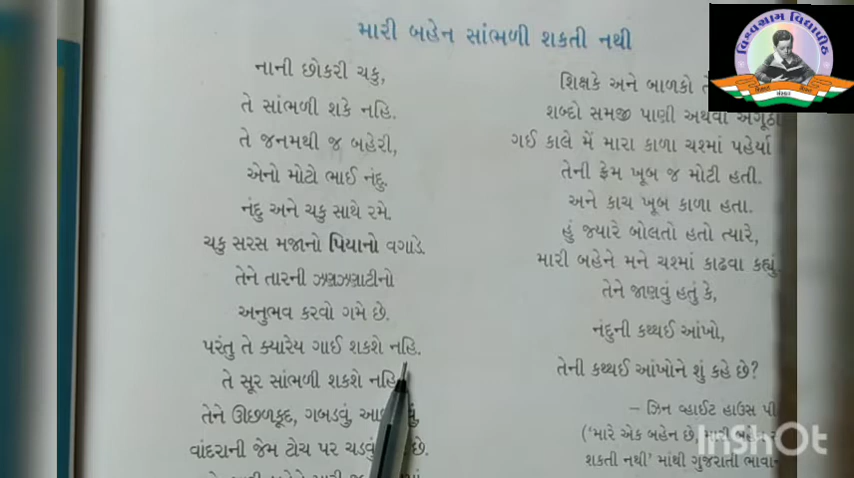 મારી બહેન સાંભળી શકતી નથી
નાની છોકરી ચકુ,
તે સાંભળી શકે નહિ.
તે જનમથી જ બહેરી,
એનો મોટો ભાઈ નંદુ.
નંદુ અને ચકુ સાથે રમે.
ચકુ સરસ મજાનો પિયાનો વગાડે.
તેને તારની ઝણઝણાટીનો
અનુભવ કરવો ગમે છે.
પરંતુ તે ક્યારેય ગાઈ શકશે નહિ.
તે સૂર સાંભળી શકશે નહિ
તેને ઊછળકૂદ, ગબડવું,
વાંદરાની જેમ ટોચ પર ચડવું છે.
શિક્ષકે અને બાળકો
શબ્દો સમજી પાણી અથવા અંગૂઠા
ગઈ કાલે મેં મારા કાળા ચશ્માં પહેર્યા
તેની ફ્રેમ ખૂબ જ મોટી હતી.
અને કાચ ખૂબ કાળા હતા.
હું જ્યારે બોલતો હતો ત્યારે,
મારી બહેને મને ચશ્માં કાઢવા કહ્યું.
તેને જાણવું હતું કે,
નંદુની કથ્થઈ આંખો,
તેની કથ્થઈ આંખોને શું કહે છે?
– ઝિન વ્હાઈટ હાઉસ પી
('મારે એક બહેન છે, મારી બહેન
શકતી નથી' માંથી ગુજરાતી ભાવા
વિશ્વગ્રામ વિદ્યાપીઠ
InShOt